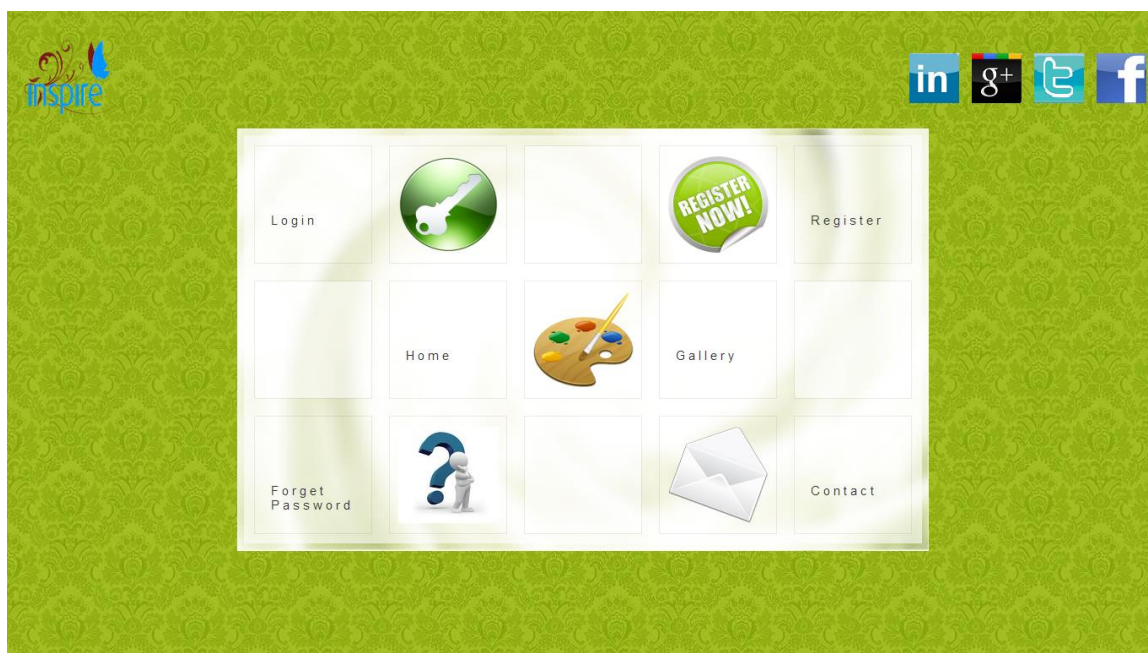 inspire
in
g+
t
f
Login
REGISTER
NOW!
Register
Home
Gallery
?
Forget
Password
Contact